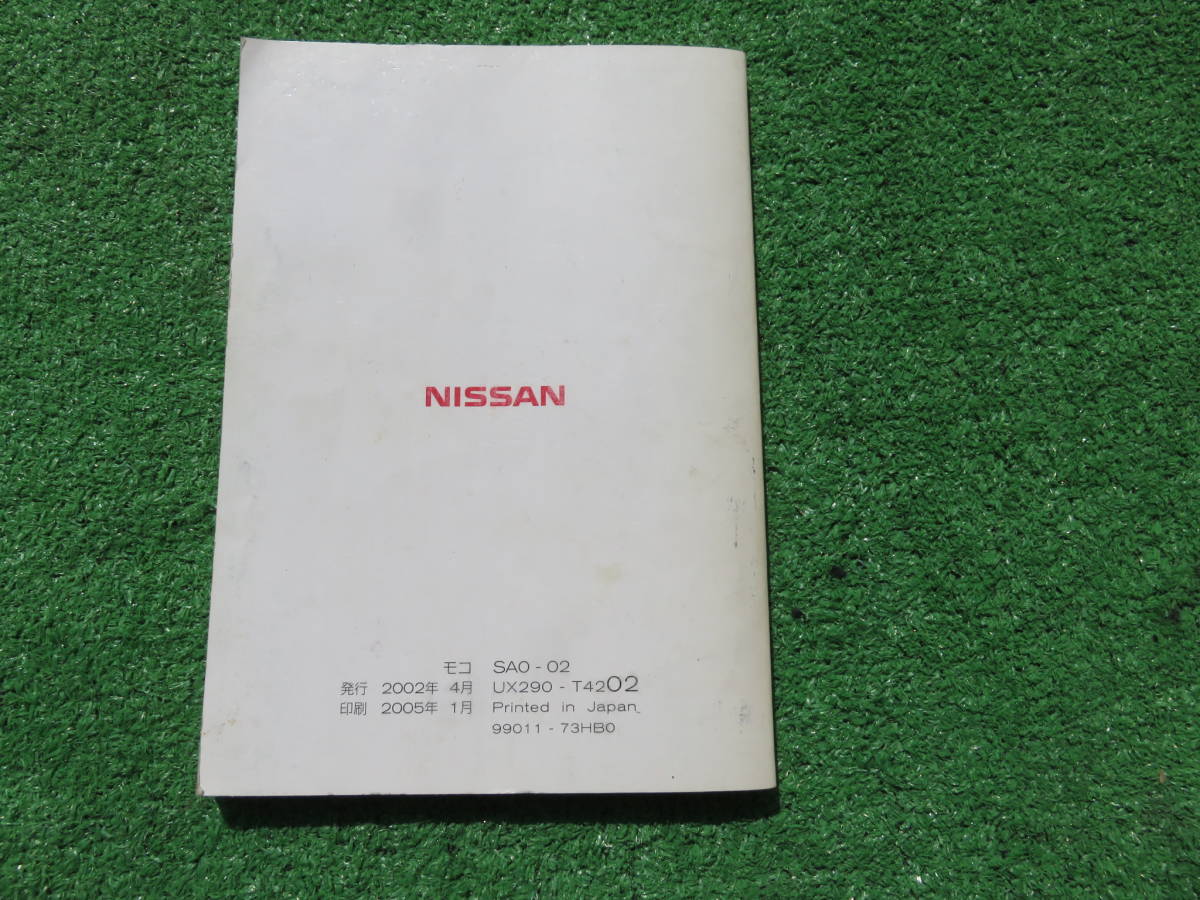 NISSAN
モコ SA0 - 02
発行 2002年 4月 UX290 - T4202
印刷 2005年 1月 Printed in Japan
99011 - 73HB0